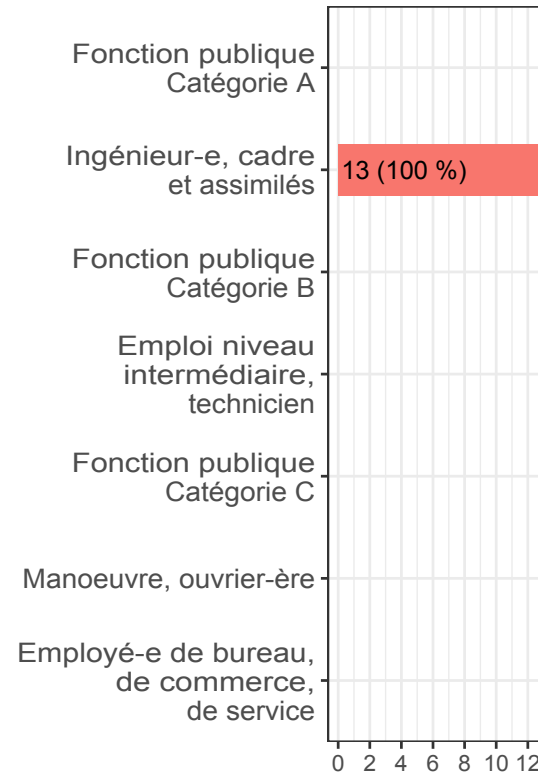 Fonction publique
Catégorie A
Ingénieur-e, cadre
et assimilés
13 (100 %)
Fonction publique
Catégorie B
Emploi niveau
intermédiaire,
technicien
Fonction publique
Catégorie C
Manoeuvre, ouvrier-ère
Employé-e de bureau,
de commerce,
de service
0 2 4 6 8 10 12